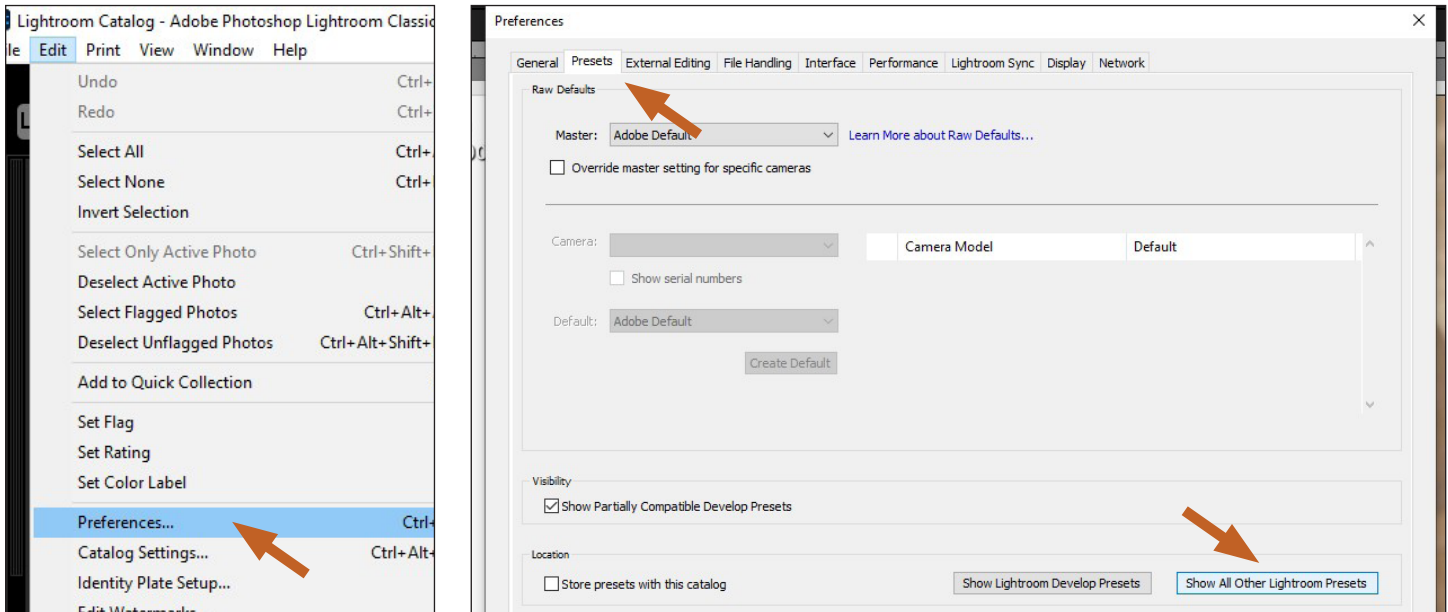 Lightroom Catalog - Adobe Photoshop Lightroom Classic
Edit Print View Window Help
Undo Ctrl+
Redo Ctrl+
Select All Ctrl+
Select None Ctrl+
Invert Selection
Select Only Active Photo Ctrl+Shift+
Deselect Active Photo
Select Flagged Photos Ctrl+Alt+
Deselect Unflagged Photos Ctrl+Alt+Shift+
Add to Quick Collection
Set Flag
Set Rating
Set Color Label
Preferences... Ctrl+
Catalog Settings... Ctrl+Alt+
Identity Plate Setup...
Preferences
General Presets External Editing File Handling Interface Performance Lightroom Sync Display Network
Raw Defaults
Master: Adobe Default Learn More about Raw Defaults...
Override master setting for specific cameras
Camera: Camera Model Default
Show serial numbers
Default: Adobe Default
Create Default
Visibility
Show Partially Compatible Develop Presets
Location
Store presets with this catalog Show Lightroom Develop Presets Show All Other Lightroom Presets